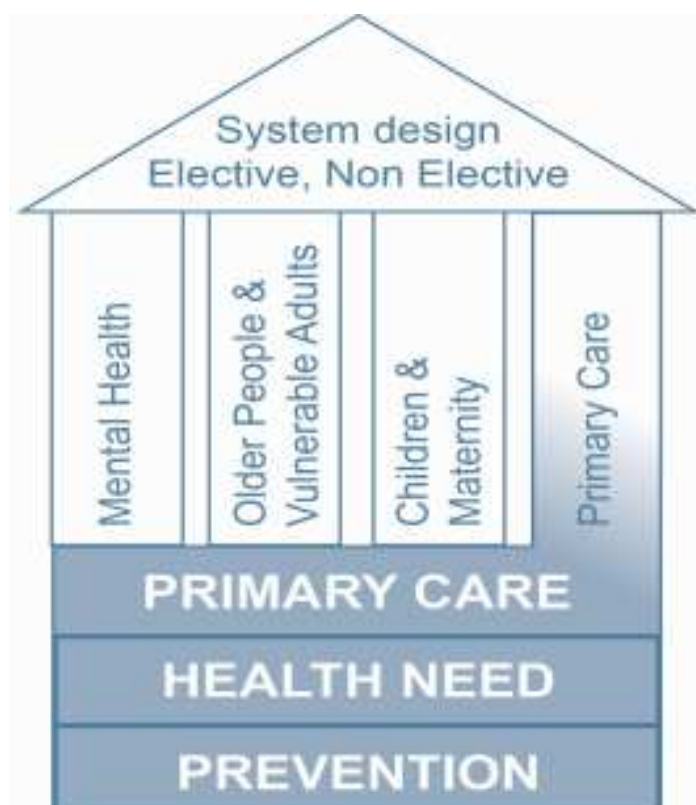 System design
Elective, Non Elective
Mental Health
Older People &
Vulnerable Adults
Children &
Maternity
Primary Care
PRIMARY CARE
HEALTH NEED
PREVENTION